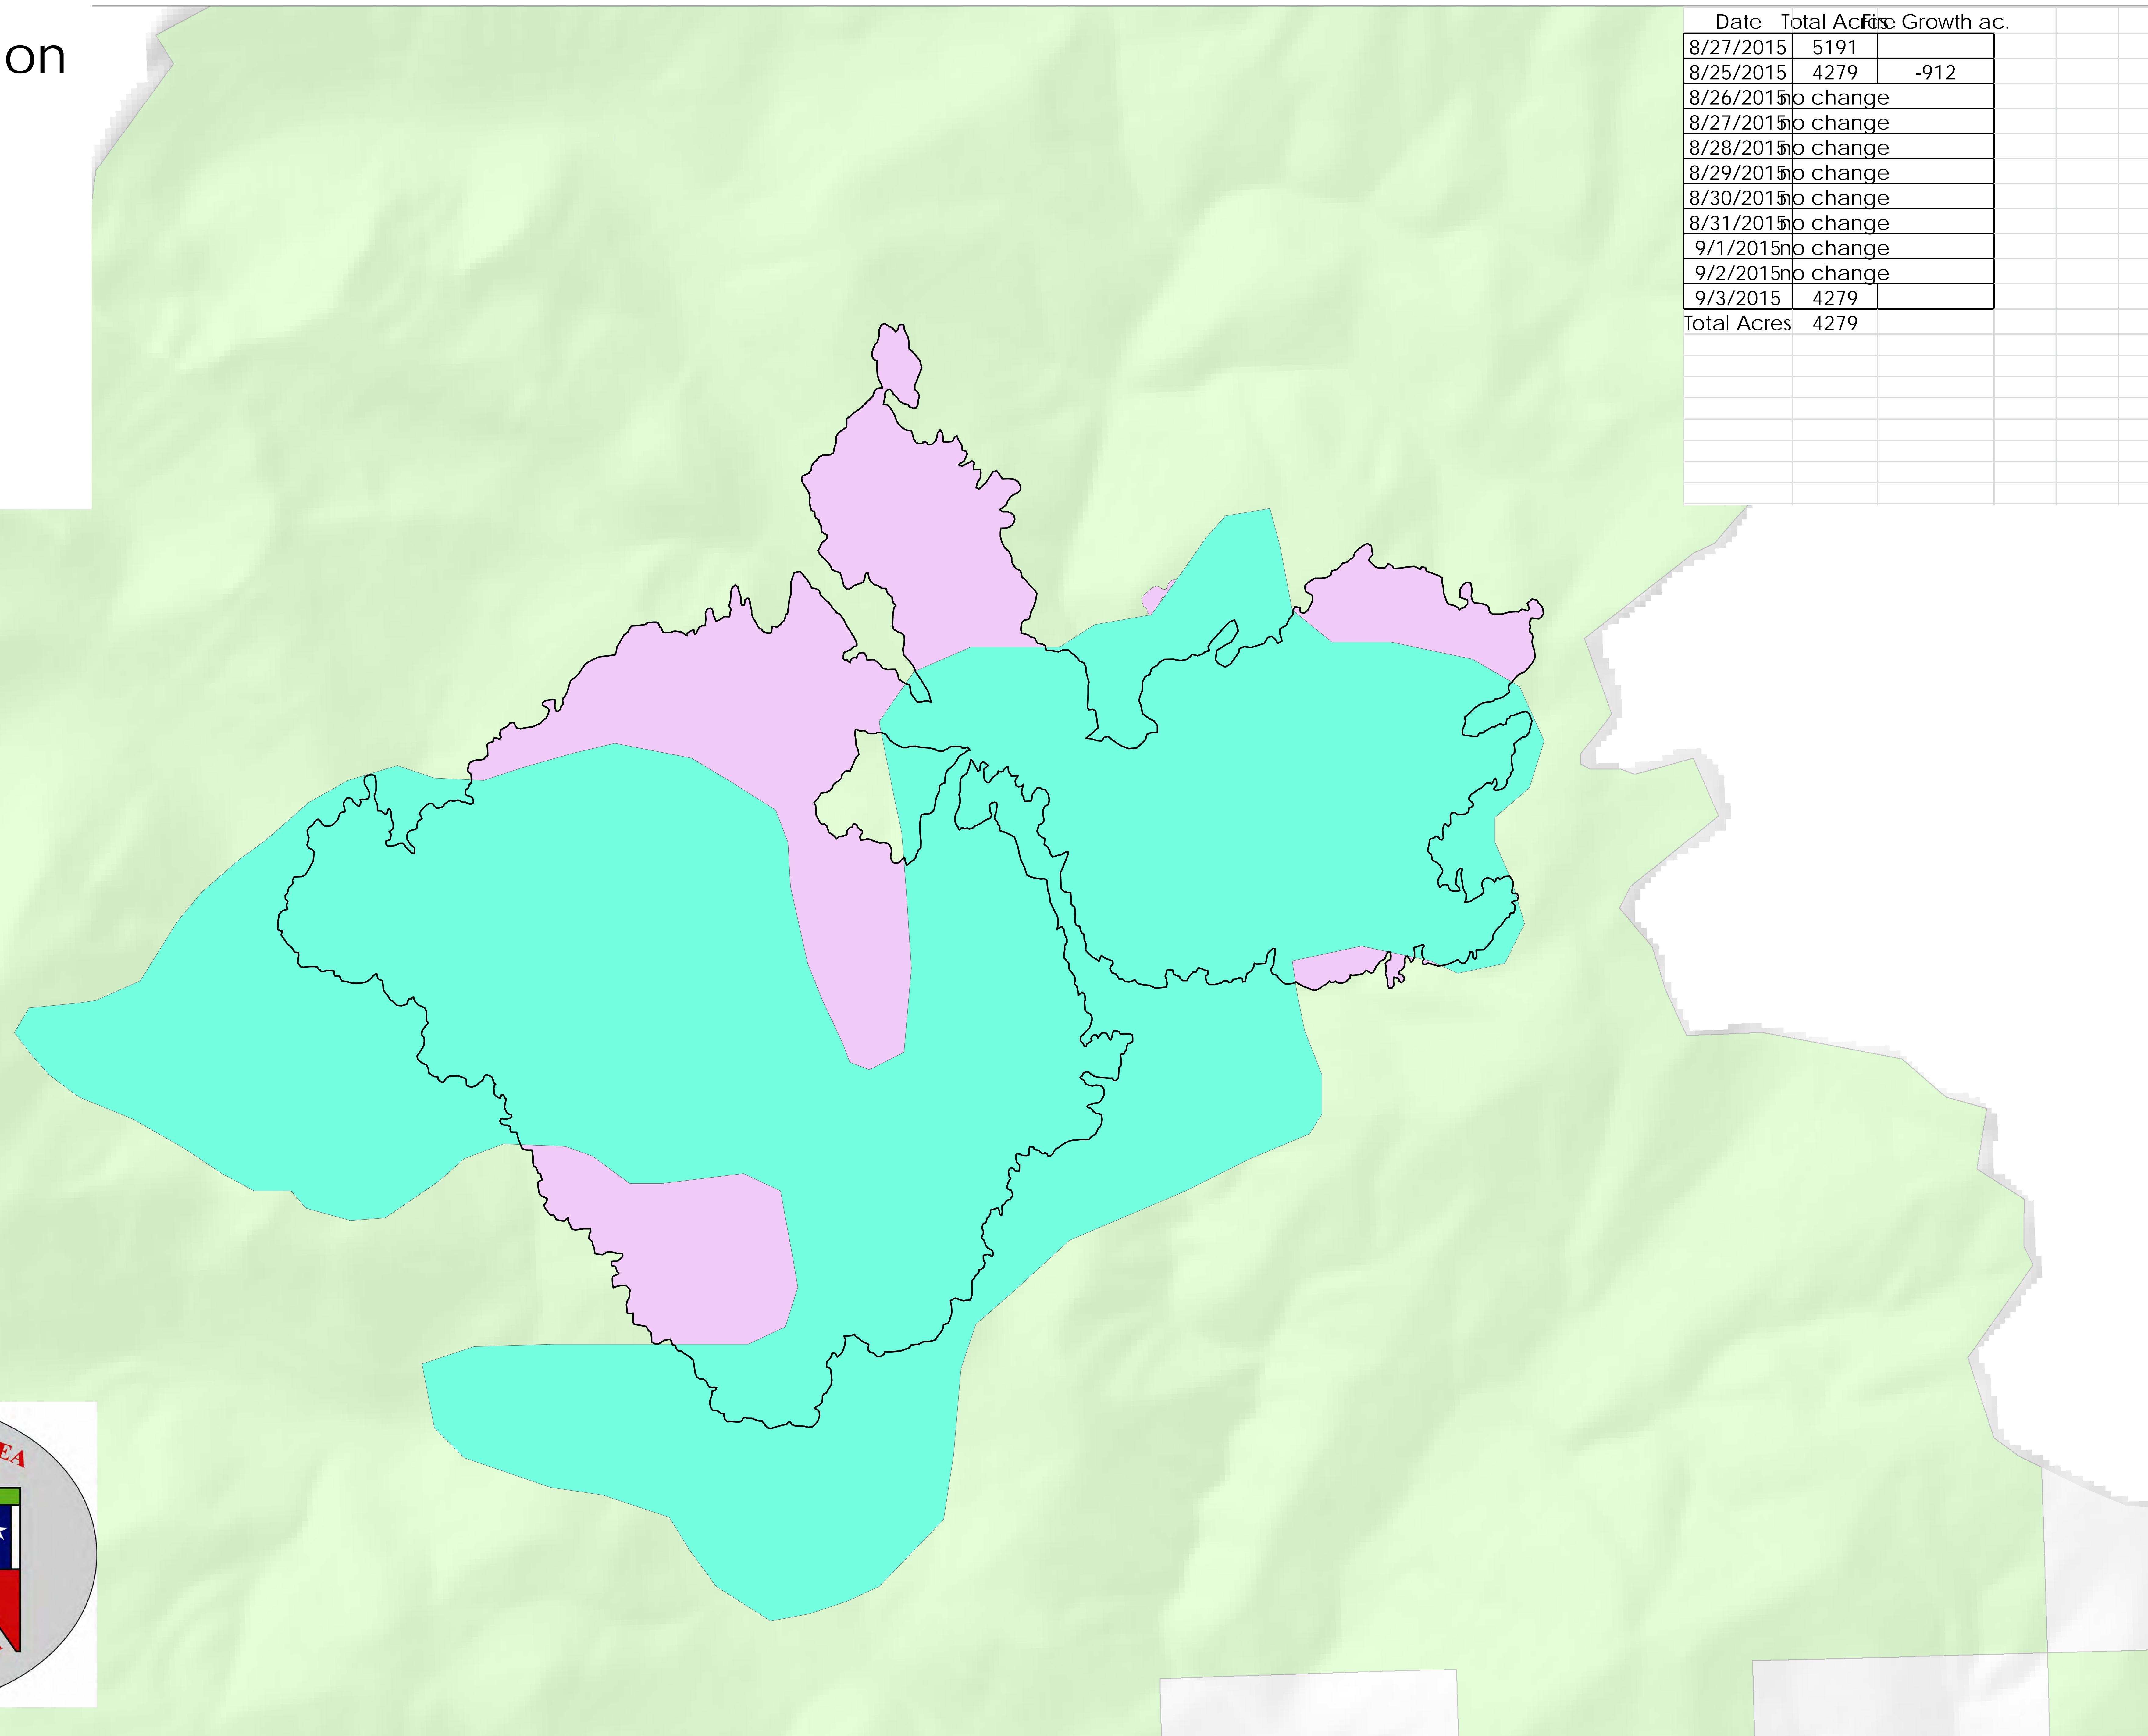 on
Date Total Acres Fire Growth ac.
8/27/2015 5191
8/25/2015 4279 -912
8/26/2015 no change
8/27/2015 no change
8/28/2015 no change
8/29/2015 no change
8/30/2015 no change
8/31/2015 no change
9/1/2015 no change
9/2/2015 no change
9/3/2015 4279
Total Acres 4279
EA